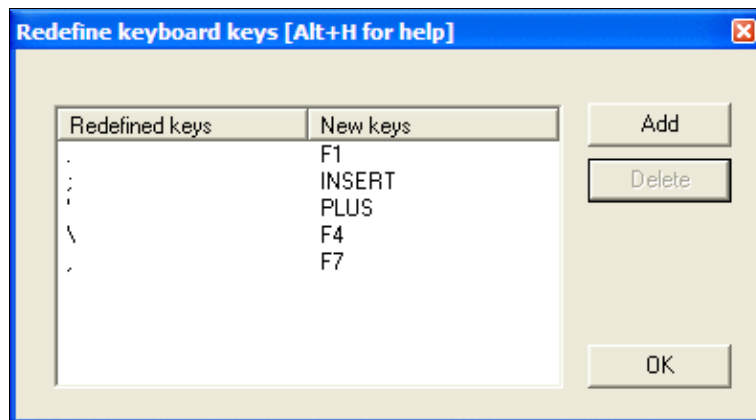 Redefine keyboard keys [Alt+H for help]
Redefined keys New keys Add
. F1
; INSERT Delete
' PLUS
\ F4
, F7
OK